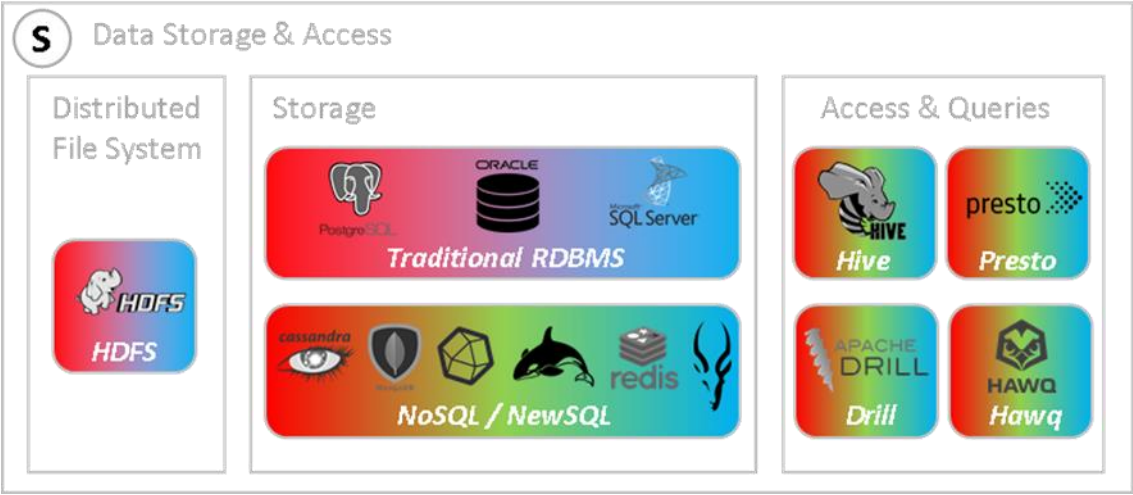 S
Data Storage & Access
Distributed
File System
HDFS
HDFS
Storage
ORACLE
PostgreSQL
Microsoft
SQL Server
Traditional RDBMS
cassandra
redis
NoSQL / NewSQL
Access & Queries
HIVE
Hive
presto
Presto
APACHE
DRILL
Drill
HAWQ
Hawq